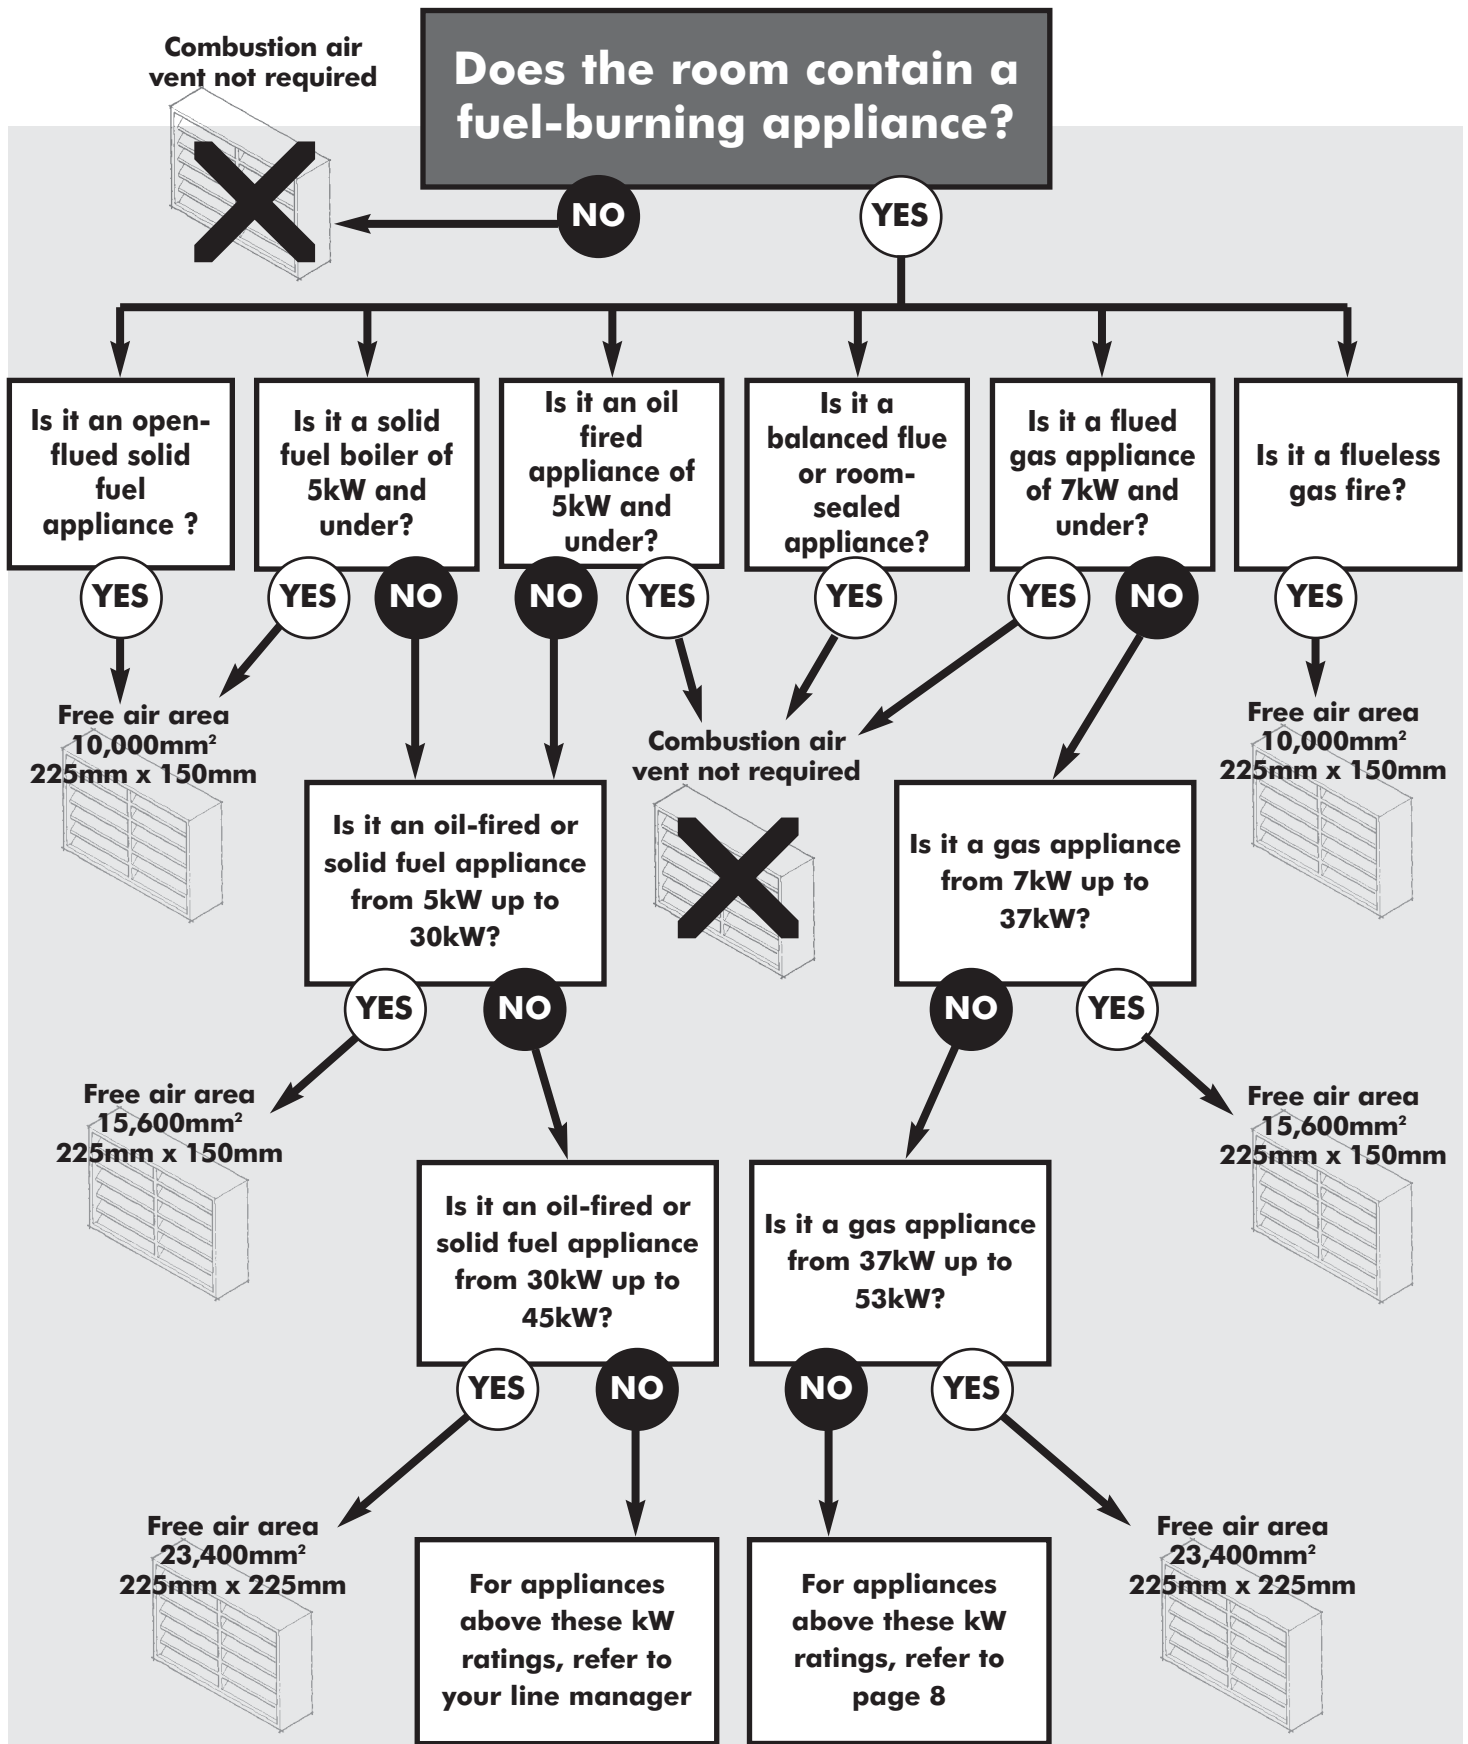 Combustion air
vent not required
Does the room contain a
fuel-burning appliance?
NO
YES
Is it an open-
flued solid
fuel
appliance ?
YES
Is it a solid
fuel boiler of
5kW and
under?
YES
NO
Is it an oil
fired
appliance of
5kW and
under?
NO
YES
Is it a
balanced flue
or room-
sealed
appliance?
YES
Is it a flued
gas appliance
of 7kW and
under?
YES
NO
Is it a flueless
gas fire?
YES
Free air area
10,000mm²
225mm x 150mm
Combustion air
vent not required
Free air area
10,000mm²
225mm x 150mm
Is it an oil-fired or
solid fuel appliance
from 5kW up to
30kW?
YES
NO
Is it a gas appliance
from 7kW up to
37kW?
NO
YES
Free air area
15,600mm²
225mm x 150mm
Free air area
15,600mm²
225mm x 150mm
Is it an oil-fired or
solid fuel appliance
from 30kW up to
45kW?
YES
NO
Is it a gas appliance
from 37kW up to
53kW?
NO
YES
Free air area
23,400mm²
225mm x 225mm
For appliances
above these kW
ratings, refer to
your line manager
For appliances
above these kW
ratings, refer to
page 8
Free air area
23,400mm²
225mm x 225mm